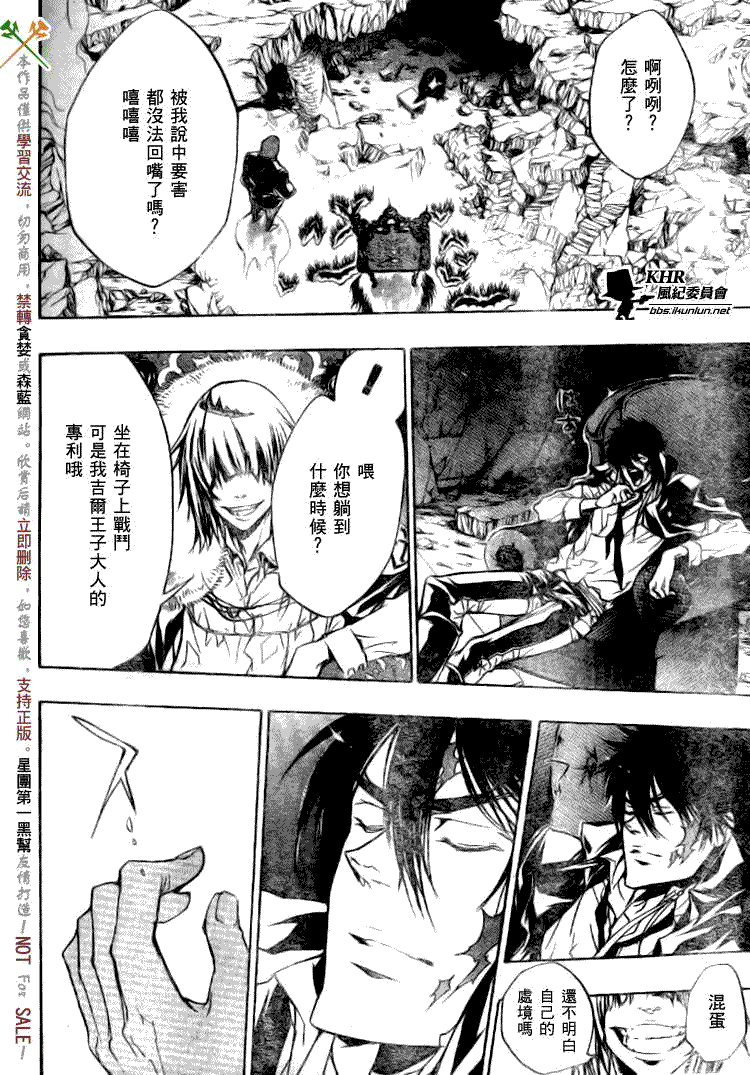 啊咧咧?
怎麼了?
被我說中要害
都沒法回嘴了嗎?
嘻嘻嘻
KHR
風紀委員會
bbs.ikunlun.net
!
喂
你想躺到
什麼時候?
坐在椅子上戰鬥
可是我吉爾王子大人的
專利哦
混蛋
還不明白
自己的
處境嗎
本作品僅供學習交流，切勿商用，禁轉貪婪或森藍網站。欣賞后請立即刪除，如您喜歡，支持正版。星團第一黑幫友情打造—NOT For SALE—